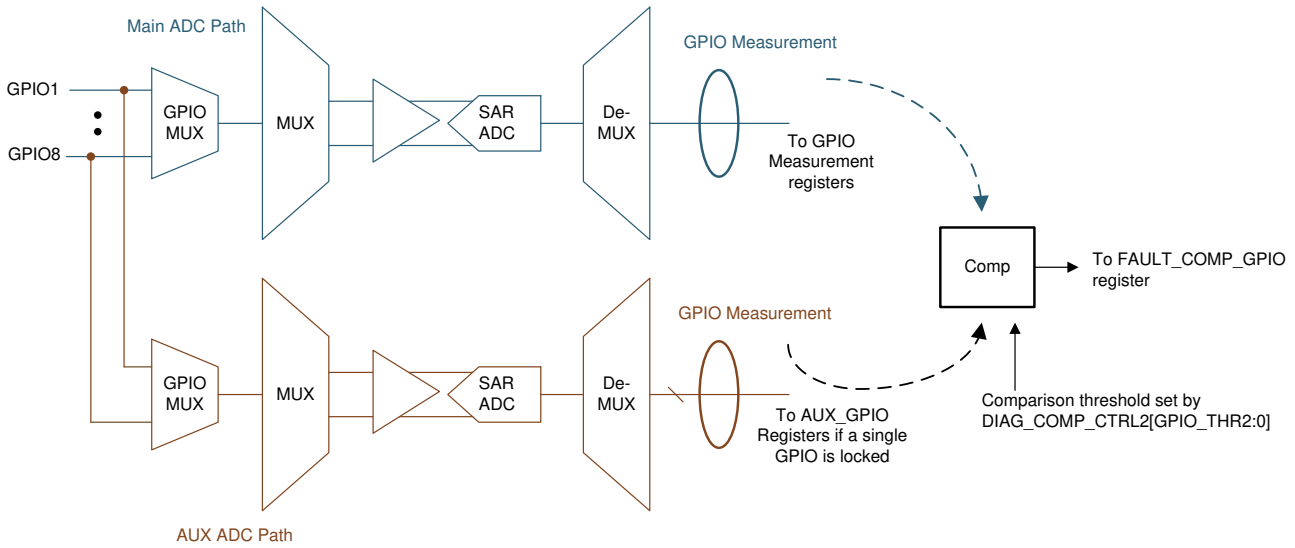 Main ADC Path
GPIO Measurement
GPIO1
GPIO8
GPIO
MUX
MUX
SAR
ADC
De-
MUX
To GPIO
Measurement
registers
Comp
To FAULT_COMP_GPIO
register
GPIO Measurement
GPIO
MUX
MUX
SAR
ADC
De-
MUX
To AUX_GPIO
Registers if a single
GPIO is locked
Comparison threshold set by
DIAG_COMP_CTRL2[GPIO_THR2:0]
AUX ADC Path